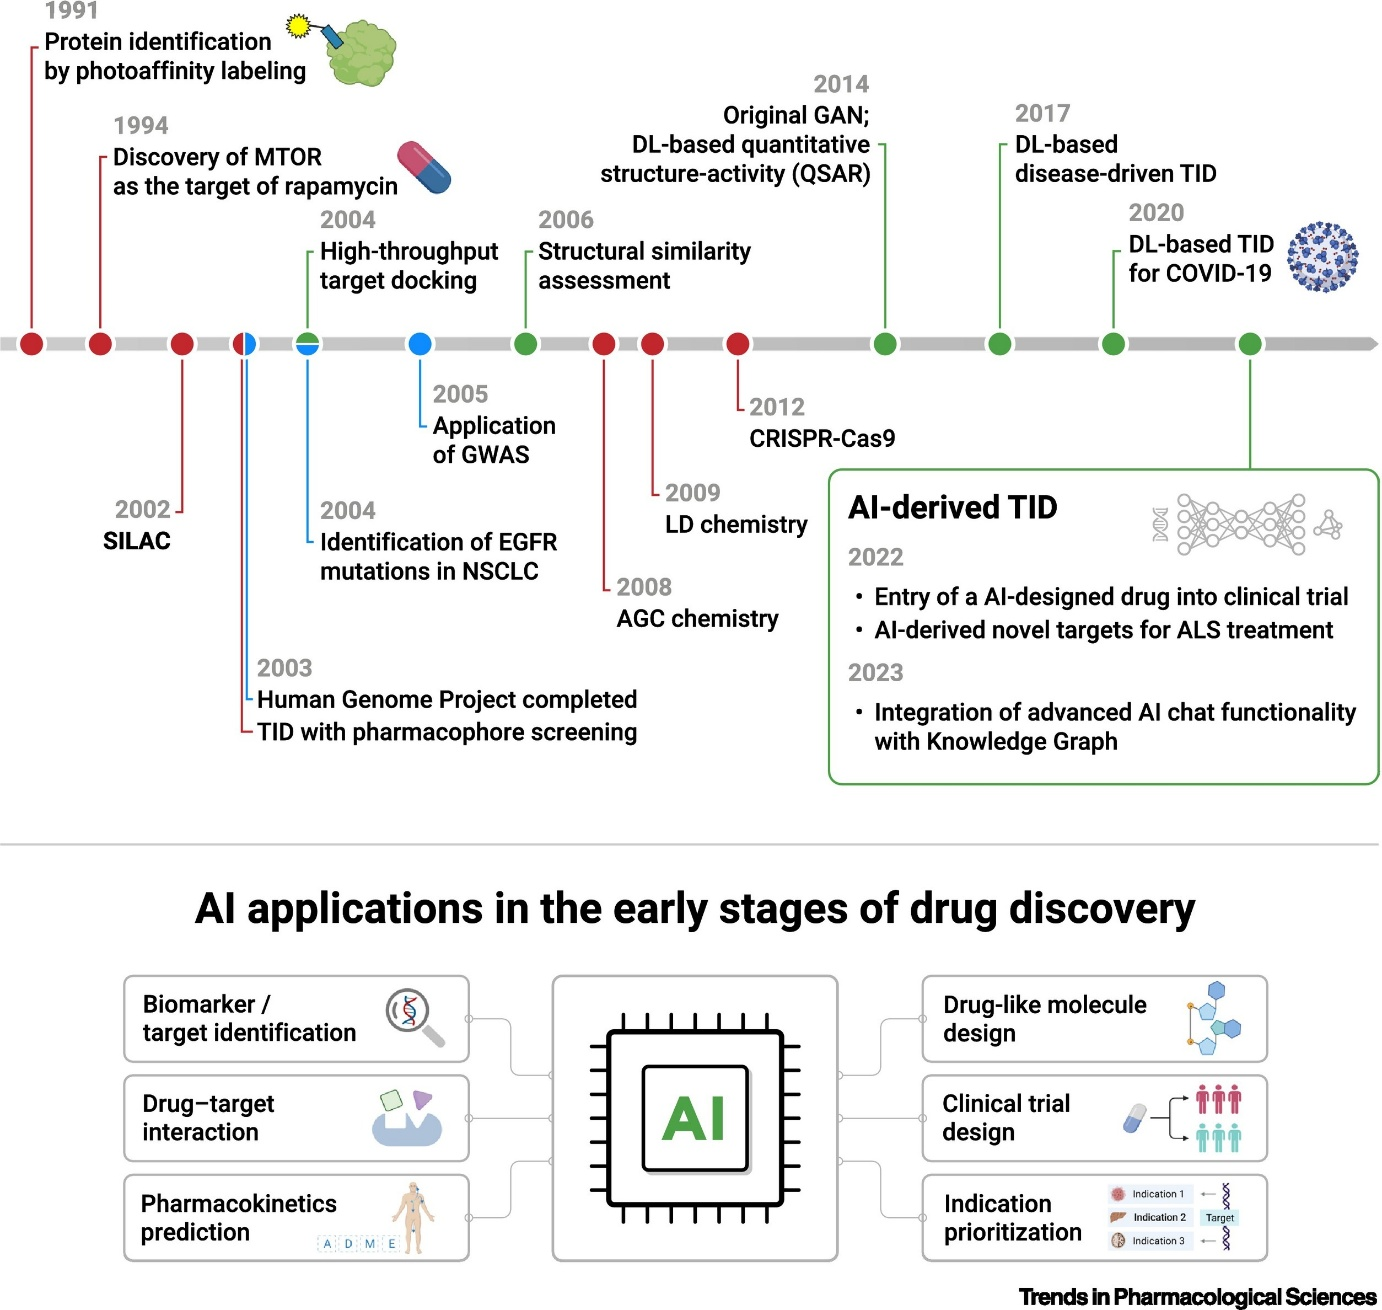 1991
Protein identification
by photoaffinity labeling
1994
Discovery of MTOR
as the target of rapamycin
2004
High-throughput
target docking
2006
Structural similarity
assessment
2014
Original GAN;
DL-based quantitative
structure-activity (QSAR)
2017
DL-based
disease-driven TID
2020
DL-based TID
for COVID-19
2002
SILAC
2003
Human Genome Project completed
TID with pharmacophore screening
2004
Identification of EGFR
mutations in NSCLC
2005
Application
of GWAS
2008
AGC chemistry
2009
LD chemistry
2012
CRISPR-Cas9
AI-derived TID
2022
• Entry of a AI-designed drug into clinical trial
• AI-derived novel targets for ALS treatment
2023
• Integration of advanced AI chat functionality
with Knowledge Graph
AI applications in the early stages of drug discovery
Biomarker /
target identification
Drug–target
interaction
Pharmacokinetics
prediction
A D M E
AI
Drug-like molecule
design
Clinical trial
design
Indication
prioritization
Indication 1
Indication 2
Target
Indication 3
Trends in Pharmacological Sciences